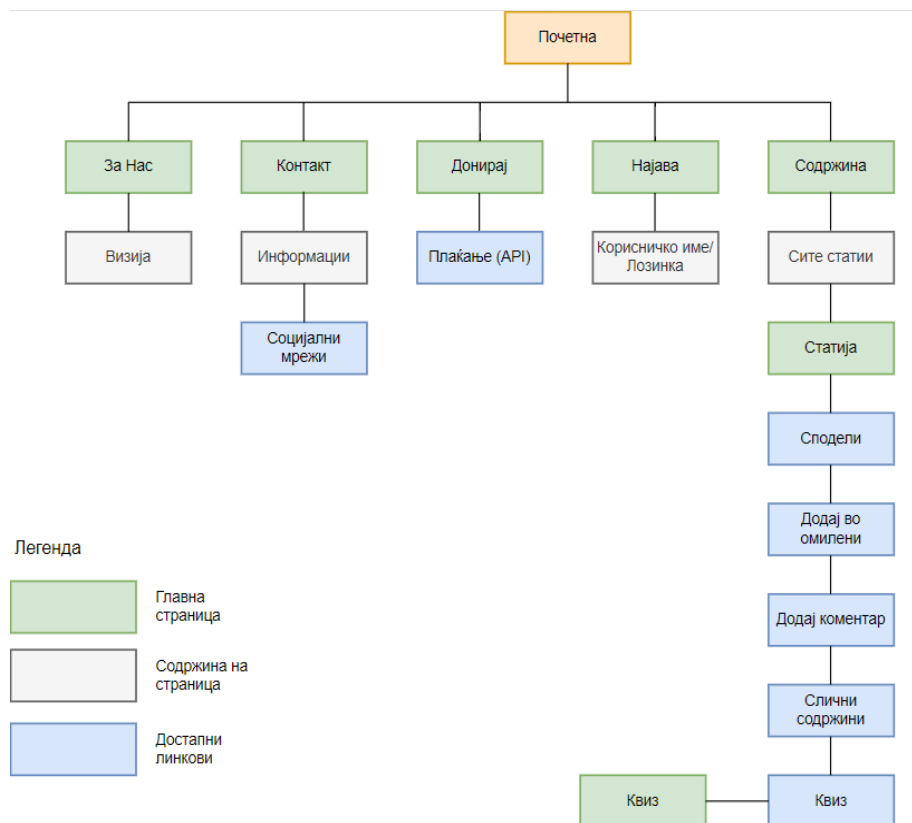 Почетна
За Нас
Контакт
Донирај
Најава
Содржина
Визија
Информации
Плаќање (API)
Корисничко име/
Лозинка
Сите статии
Социјални
мрежи
Статија
Сподели
Додај во
омилени
Додај коментар
Слични
содржини
Квиз
Квиз
Легенда
Главна
страница
Содржина на
страница
Достапни
линкови